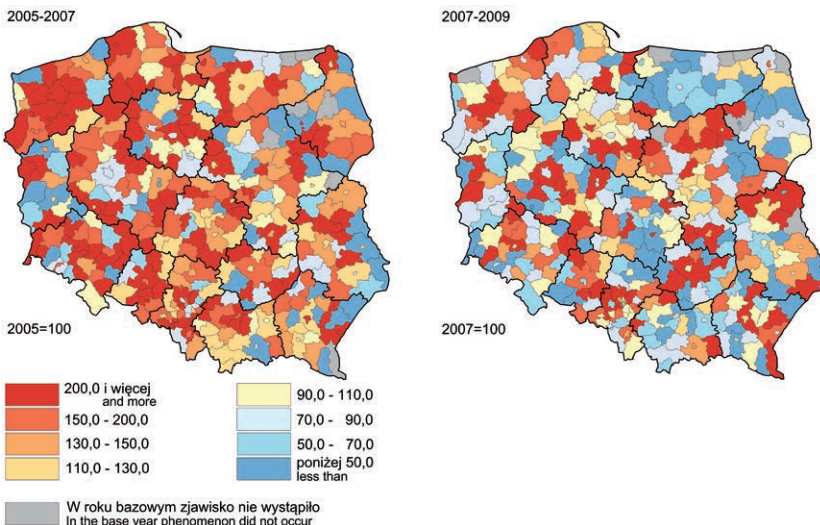 2005-2007
2007-2009
2005=100
2007=100
200,0 i więcej
and more
150,0 - 200,0
130,0 - 150,0
110,0 - 130,0
90,0 - 110,0
70,0 - 90,0
50,0 - 70,0
poniżej 50,0
less than
W roku bazowym zjawisko nie wystąpiło
In the base year phenomenon did not occur